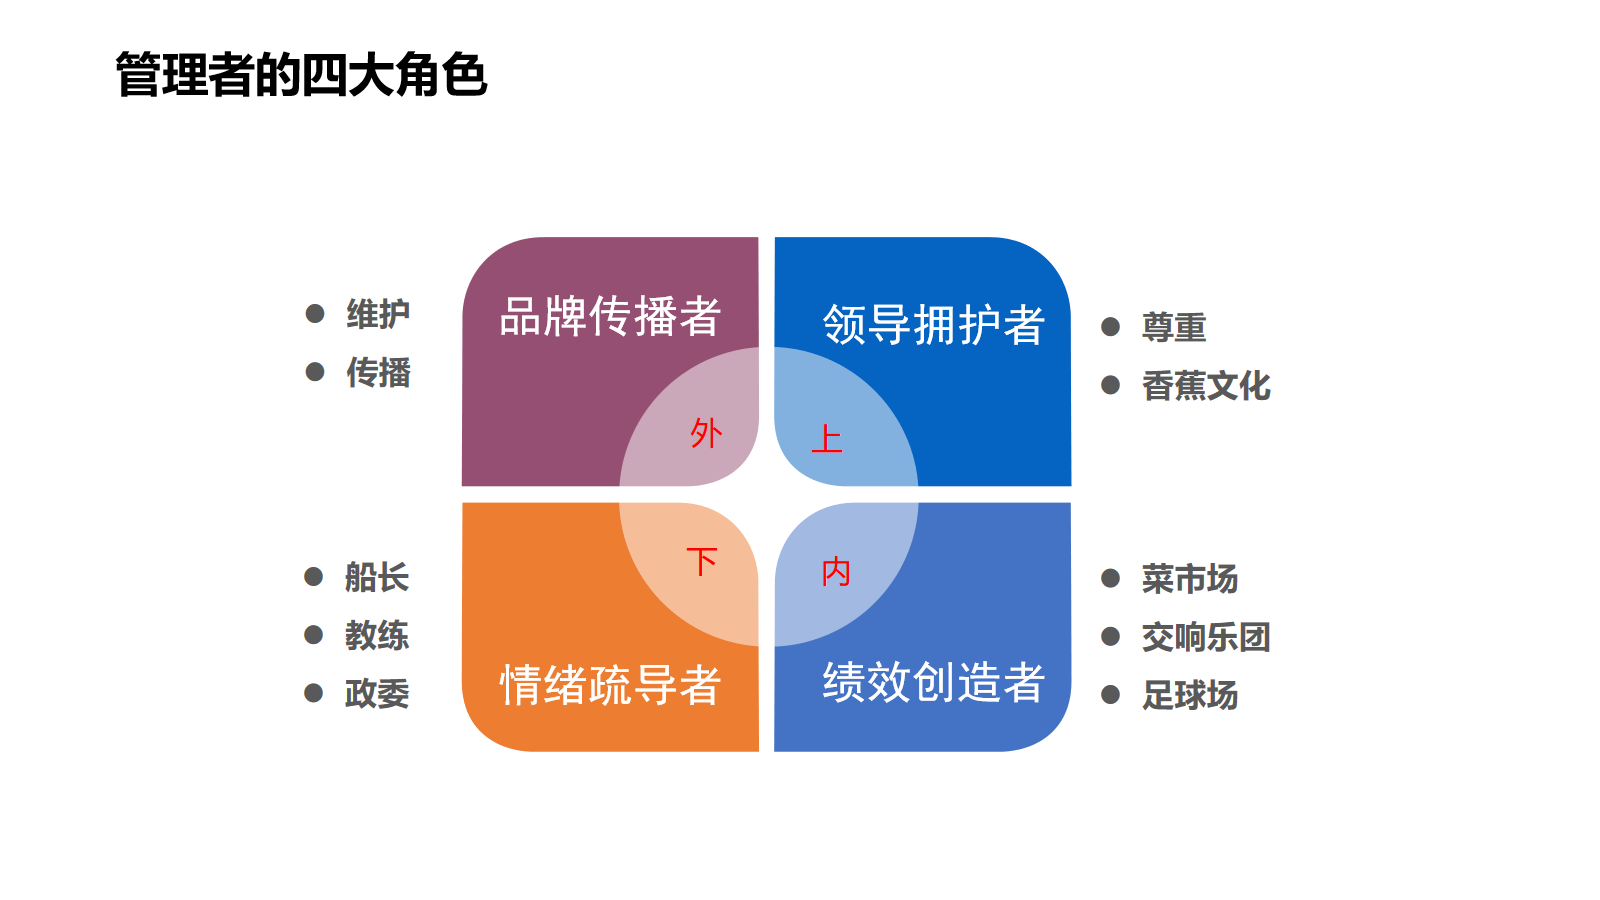 管理者的四大角色
品牌传播者
领导拥护者
维护
传播
尊重
香蕉文化
外
上
下
内
船长
教练
政委
菜市场
交响乐团
足球场
情绪疏导者
绩效创造者